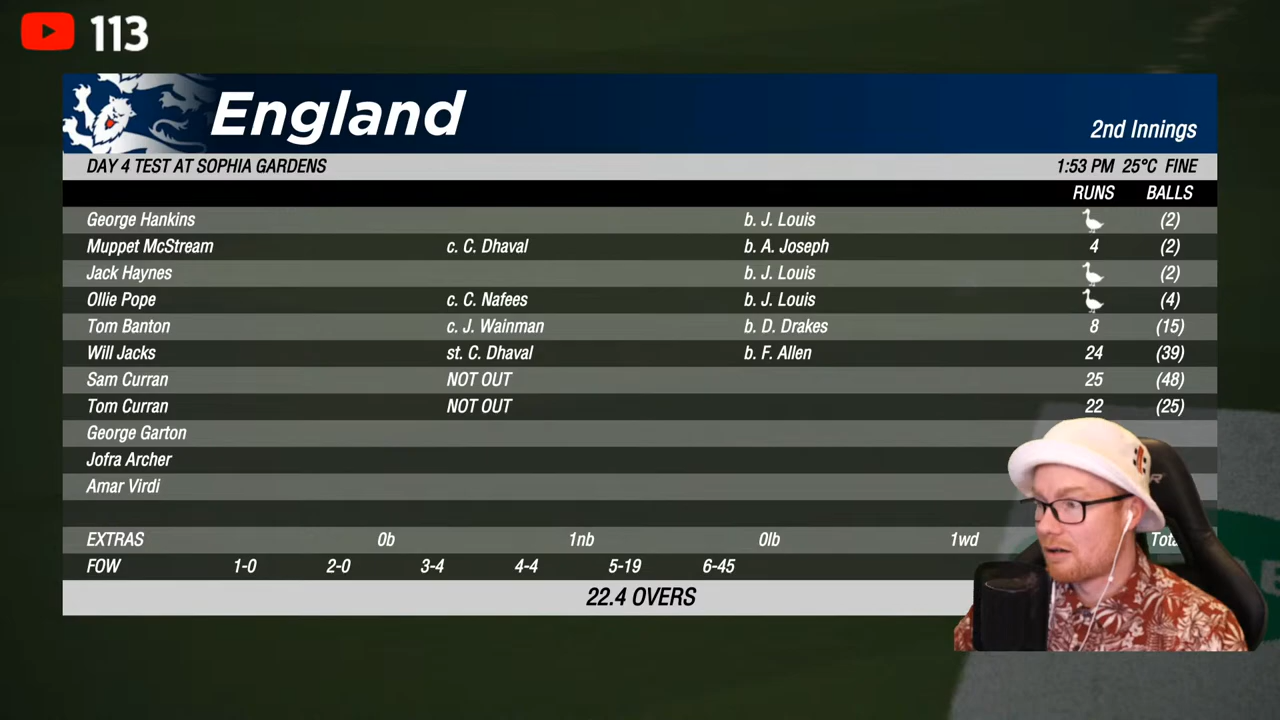 113
England
2nd Innings
DAY 4 TEST AT SOPHIA GARDENS 1:53 PM 25°C FINE
RUNS BALLS
George Hankins b. J. Louis (2)
Muppet McStream c. C. Dhaval b. A. Joseph 4 (2)
Jack Haynes b. J. Louis (2)
Ollie Pope c. C. Nafees b. J. Louis (4)
Tom Banton c. J. Wainman b. D. Drakes 8 (15)
Will Jacks st. C. Dhaval b. F. Allen 24 (39)
Sam Curran NOT OUT 25 (48)
Tom Curran NOT OUT 22 (25)
George Garton
Jofra Archer
Amar Virdi
EXTRAS 0b 1nb 0lb 1wd
FOW 1-0 2-0 3-4 4-4 5-19 6-45
22.4 OVERS